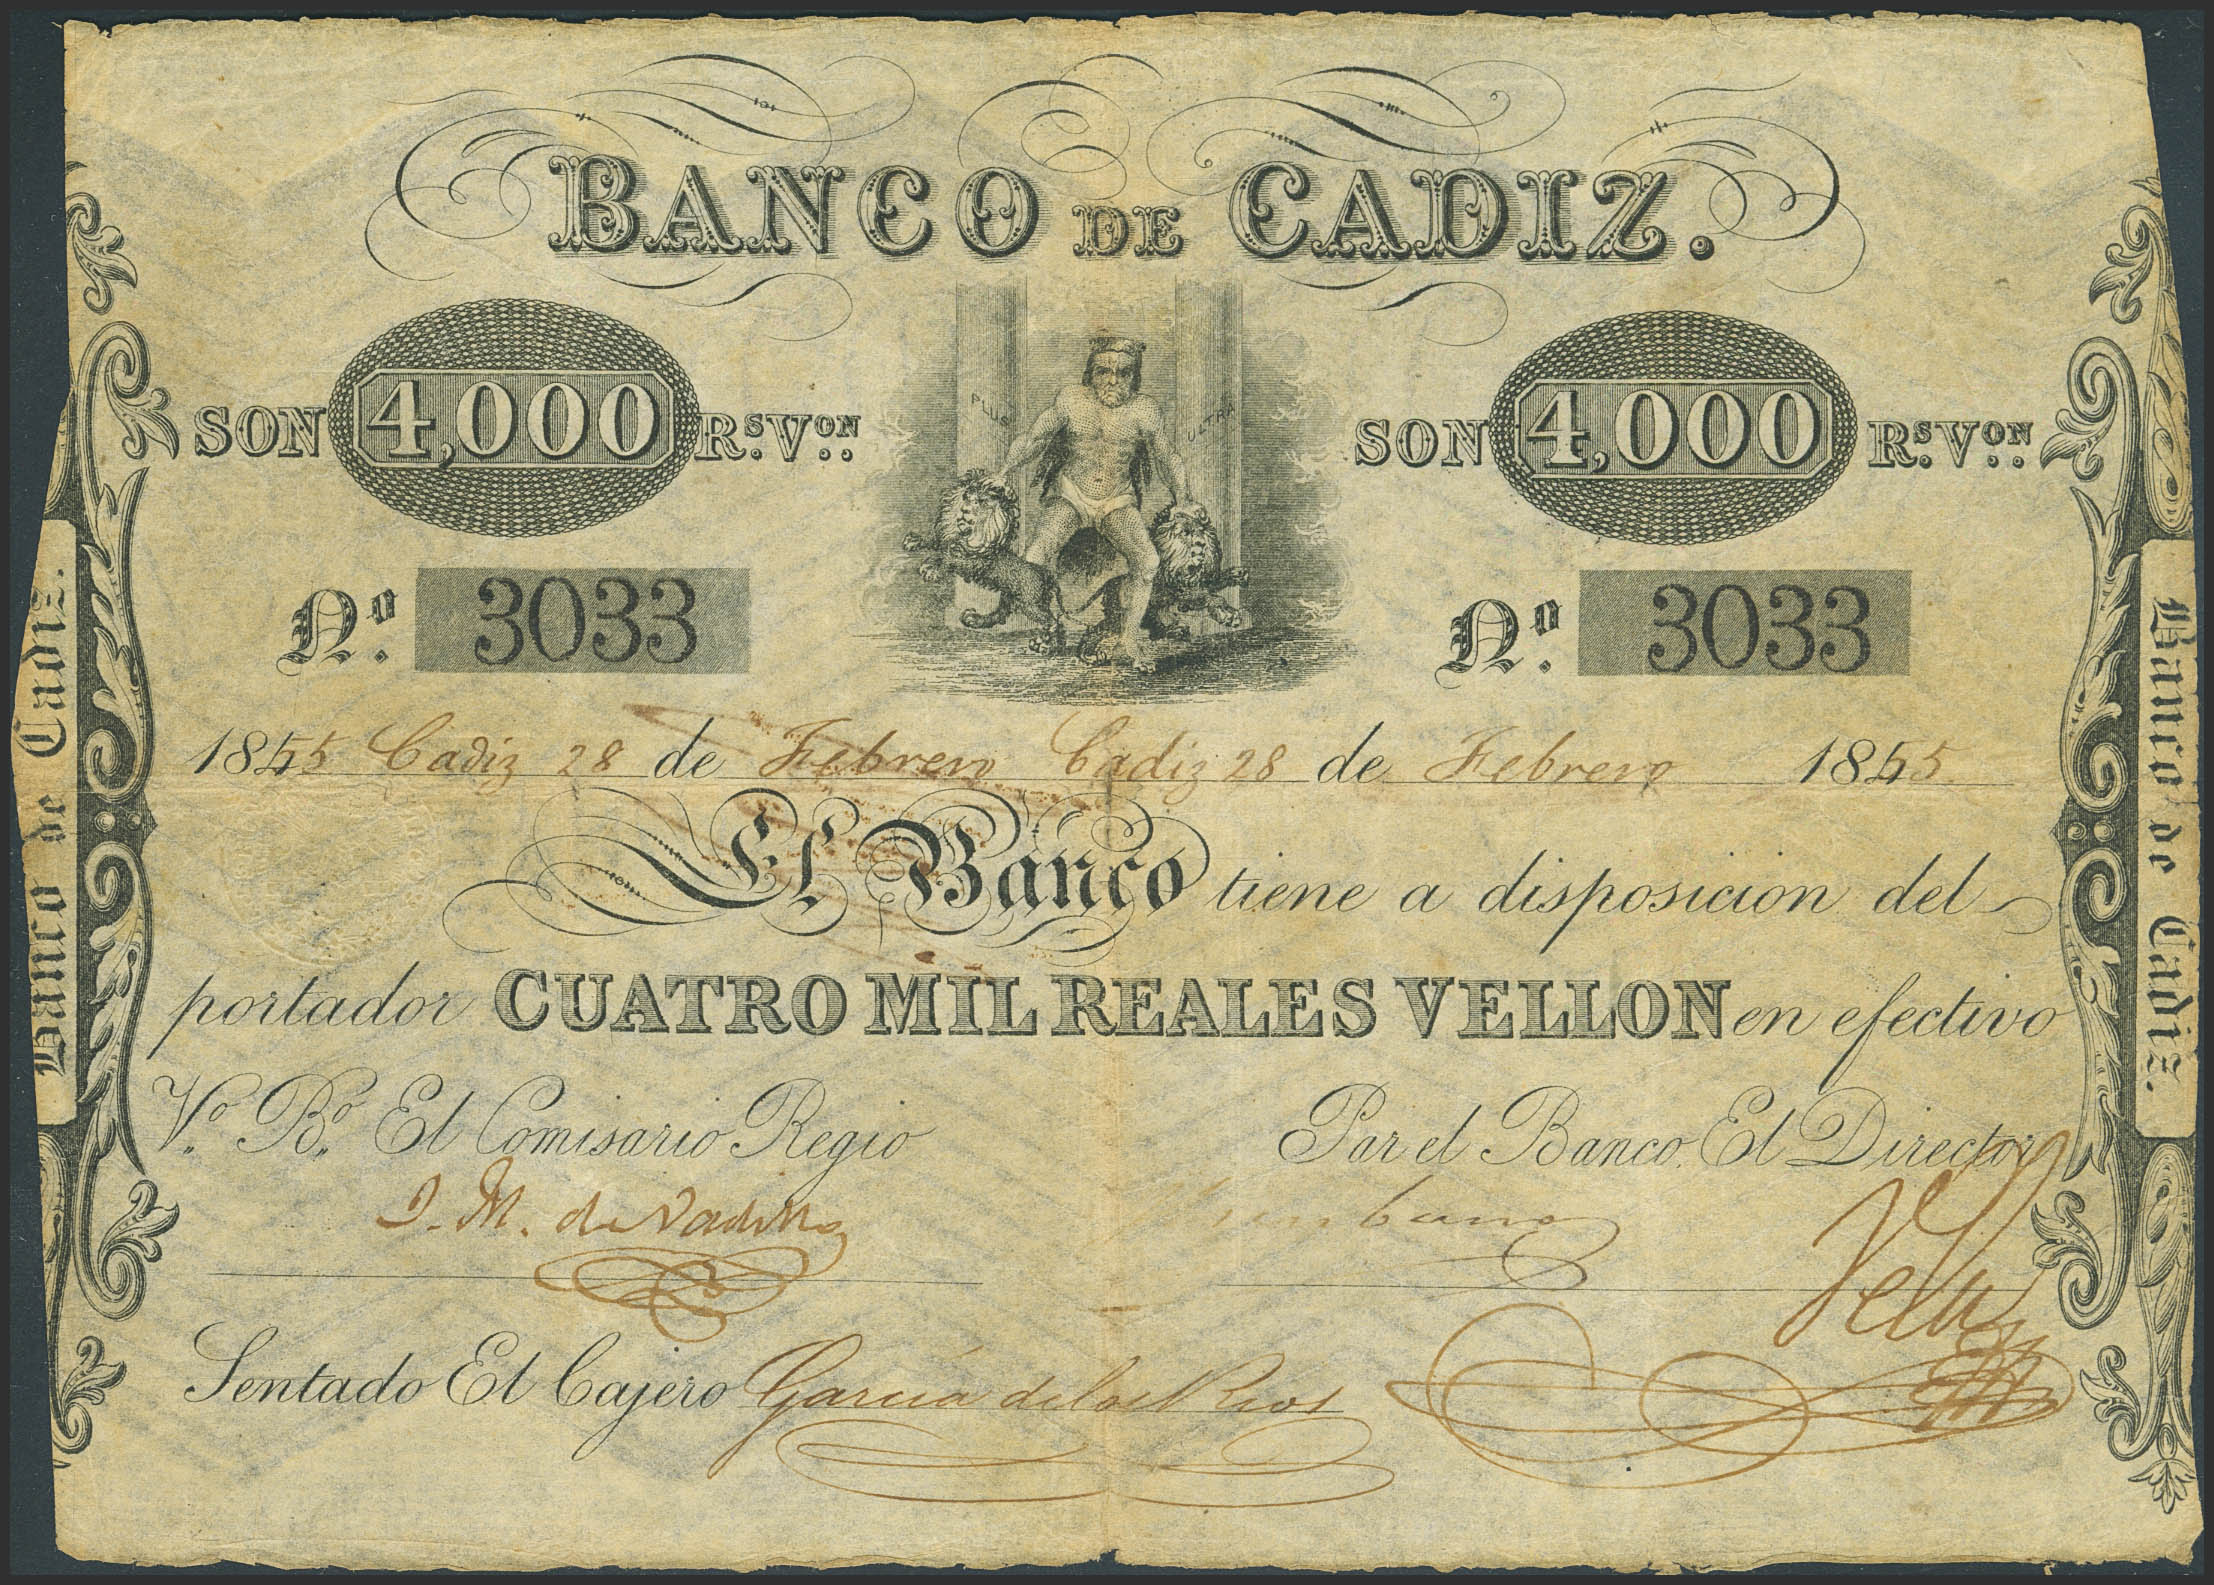 BANCO DE CADIZ.
PLUS ULTRA
SON 4,000 Rs. Von. SON 4,000 Rs. Von.
No. 3033 No. 3033
1855 Cadiz 28 de Febrero Cadiz 28 de Febrero 1855.
El Banco tiene a disposicion del
portador CUATRO MIL REALES VELLON en efectivo
Vo. Bo. El Comisario Regio Por el Banco. El Director
J. M. de Vadillo
Sentado El Cajero Garcia de los Rios
Banco de Cadiz.
Banco de Cadiz.